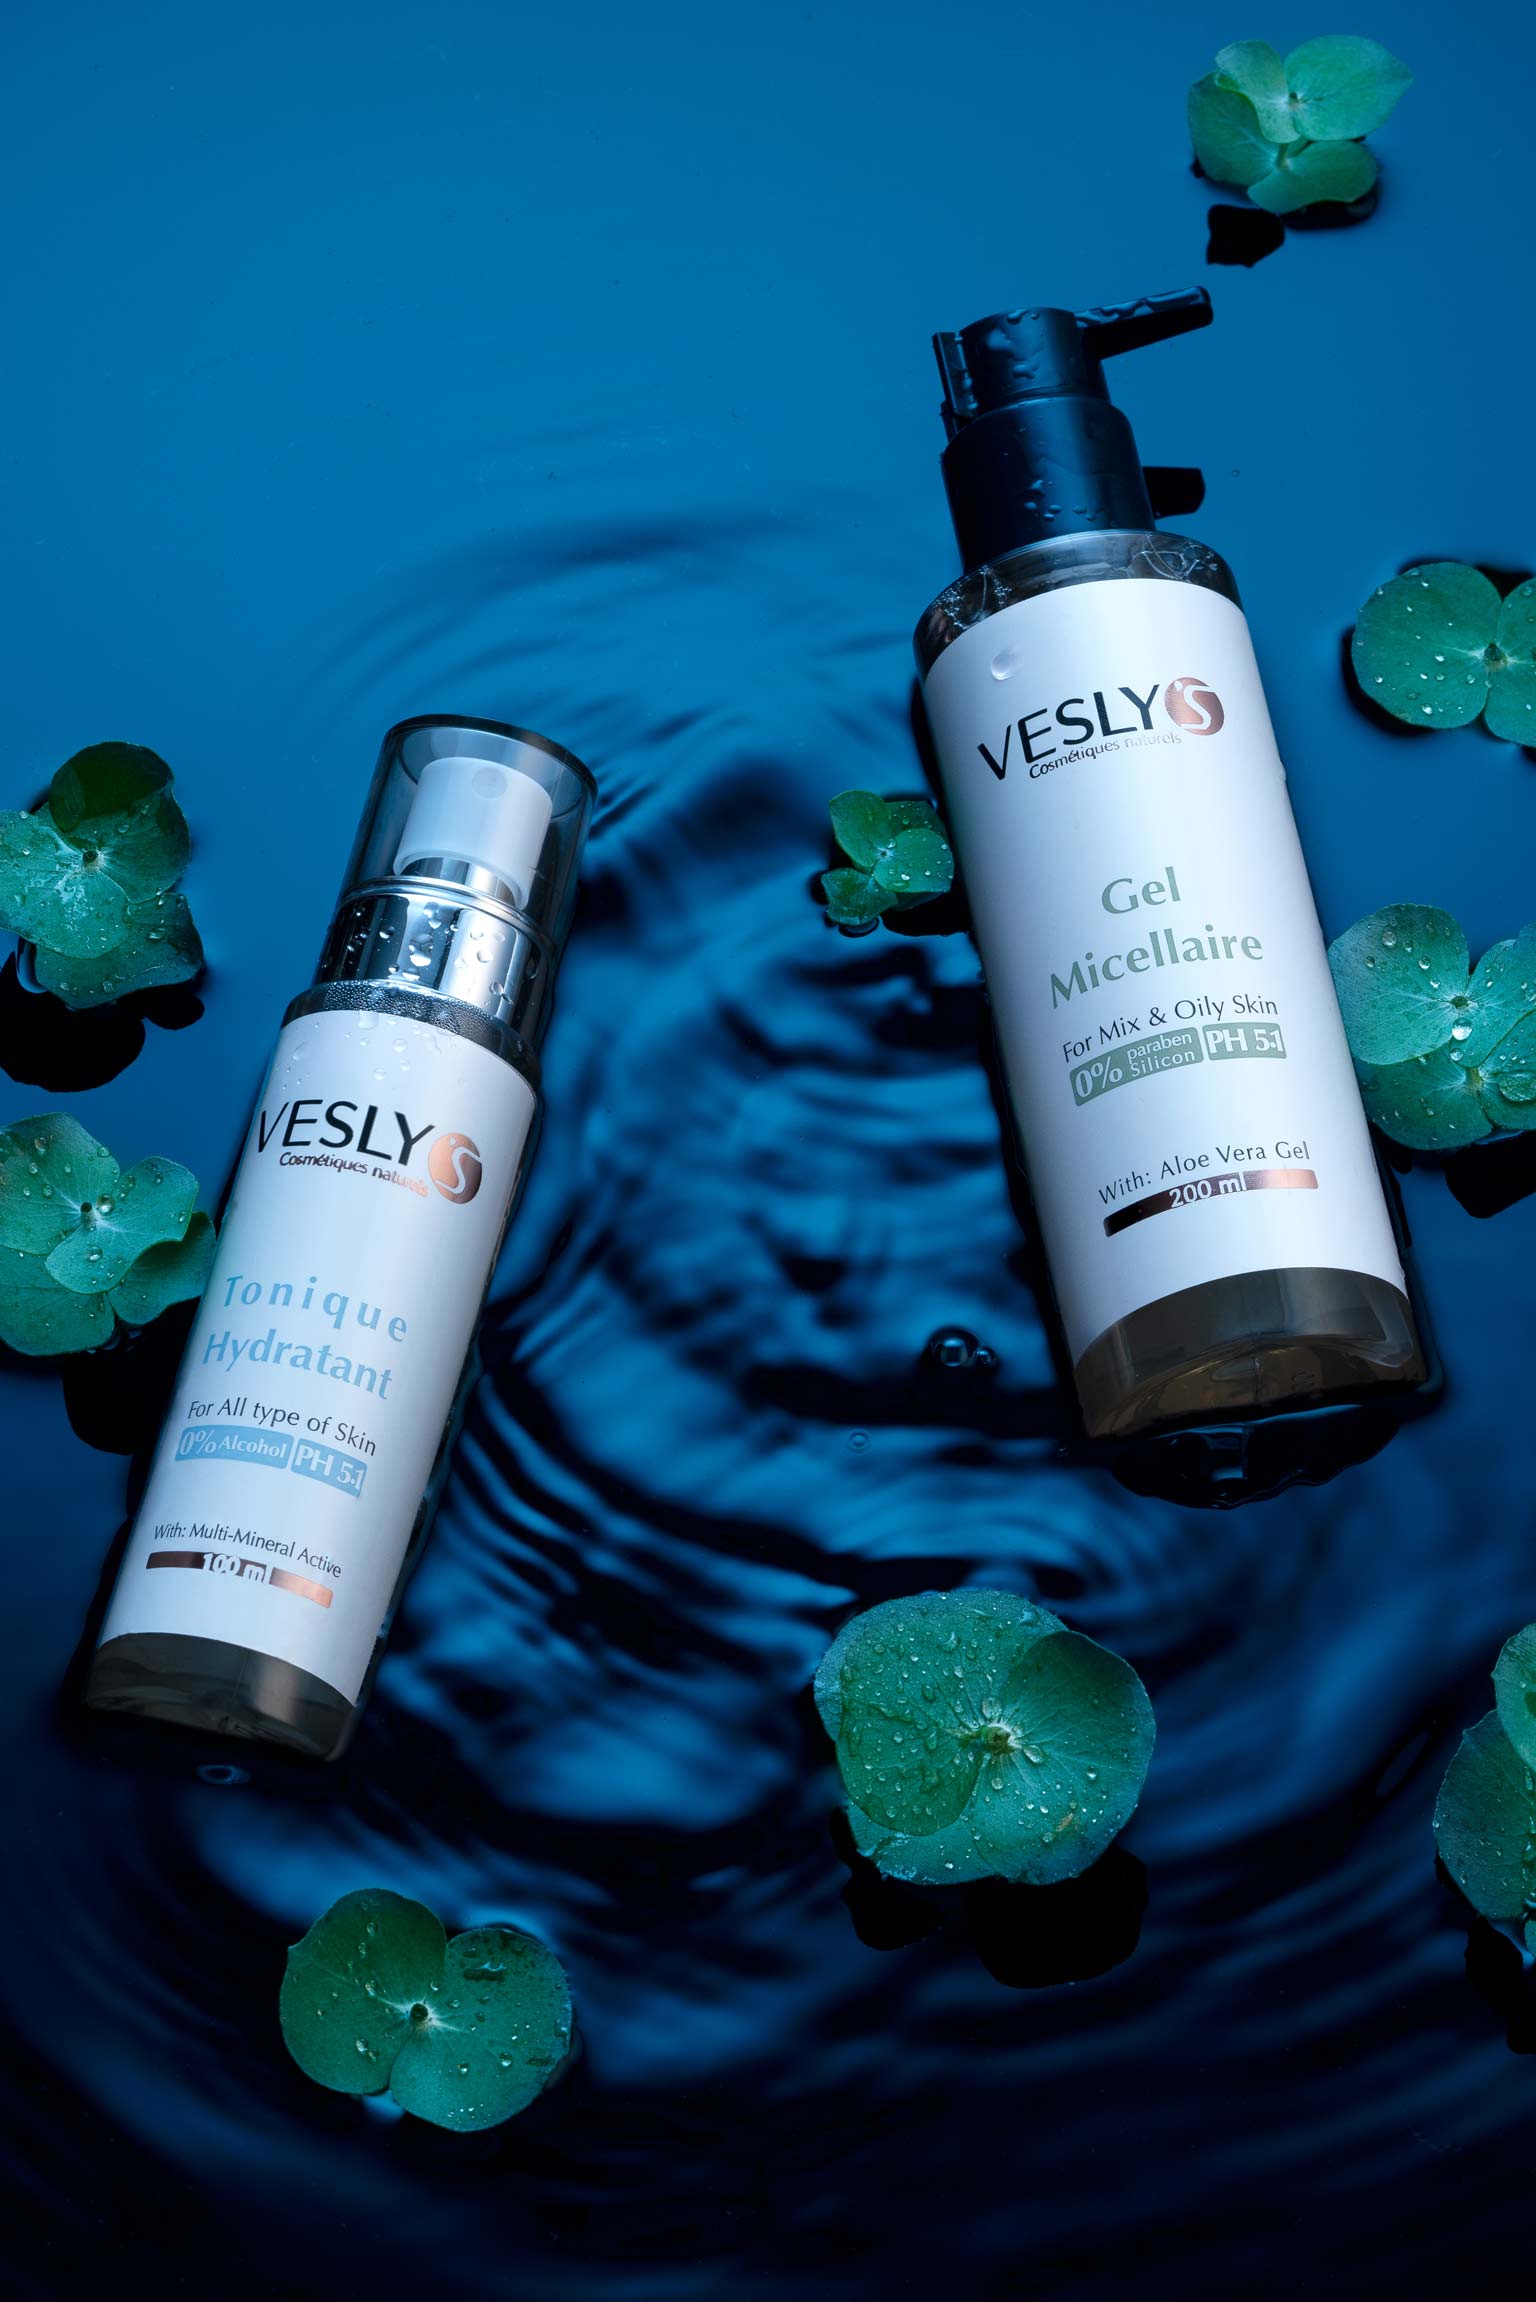 VESLY'S
Cosmétiques naturels
Tonique
Hydratant
For All type of Skin
0% Alcohol PH 5.1
With: Multi-Mineral Active
100 ml
VESLY'S
Cosmétiques naturels
Gel
Micellaire
For Mix & Oily Skin
0% paraben Silicon PH 5.1
With: Aloe Vera Gel
200 ml